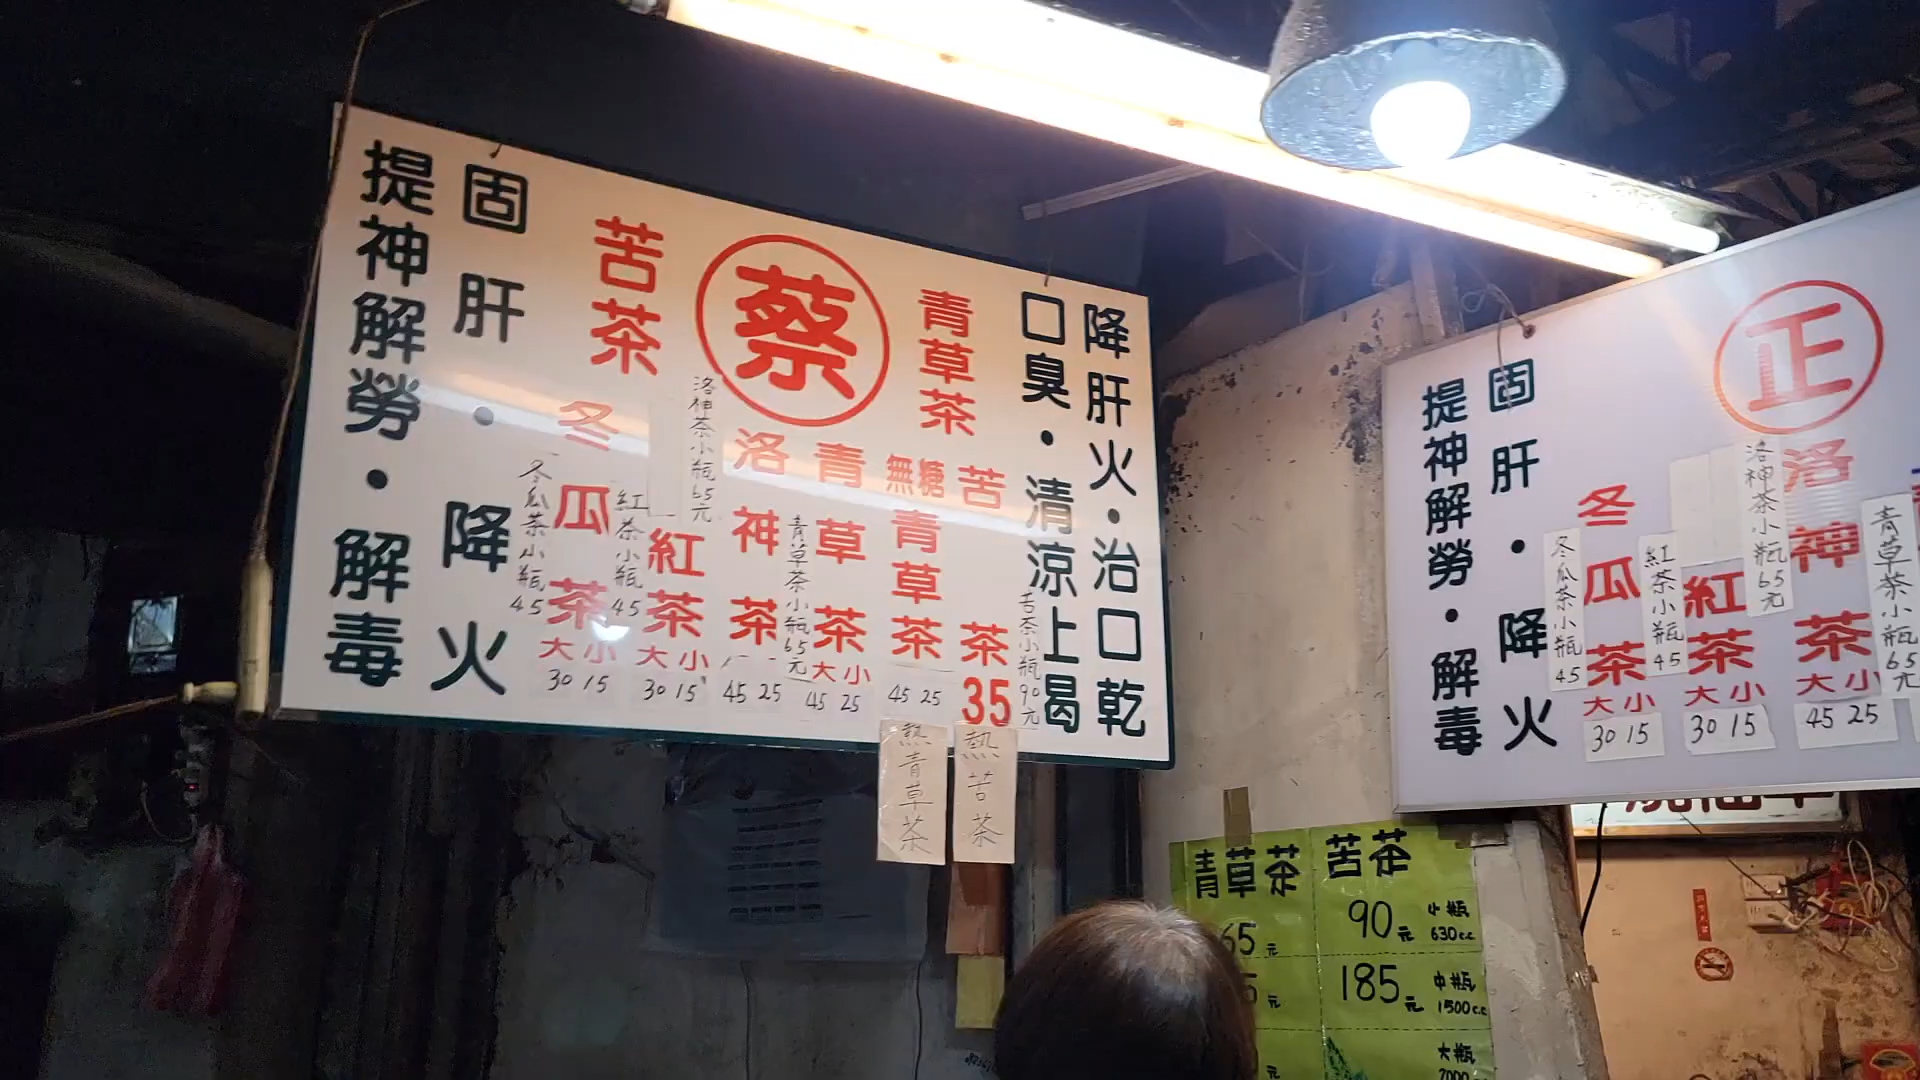 提神解勞・解毒
固肝・降火
苦茶
蔡
青草茶
降肝火・治口乾
口臭・清涼上渴
冬瓜茶
大小
30 15
冬瓜茶小瓶45
紅茶
大小
30 15
紅茶小瓶45
洛神茶
45 25
洛神茶小瓶65元
青草茶
大小
45 25
青草茶小瓶65元
無糖青草茶
45 25
苦茶
35
苦茶小瓶90元
熱青草茶
熱苦茶
正
提神解勞・解毒
固肝・降火
冬瓜茶
大小
30 15
冬瓜茶小瓶45
紅茶
大小
30 15
紅茶小瓶45
洛神茶
大小
45 25
洛神茶小瓶65元
青草茶小瓶65元
青草茶 苦茶
65元 90元 小瓶 630c.c.
元 185元 中瓶 1500c.c.
元 大瓶